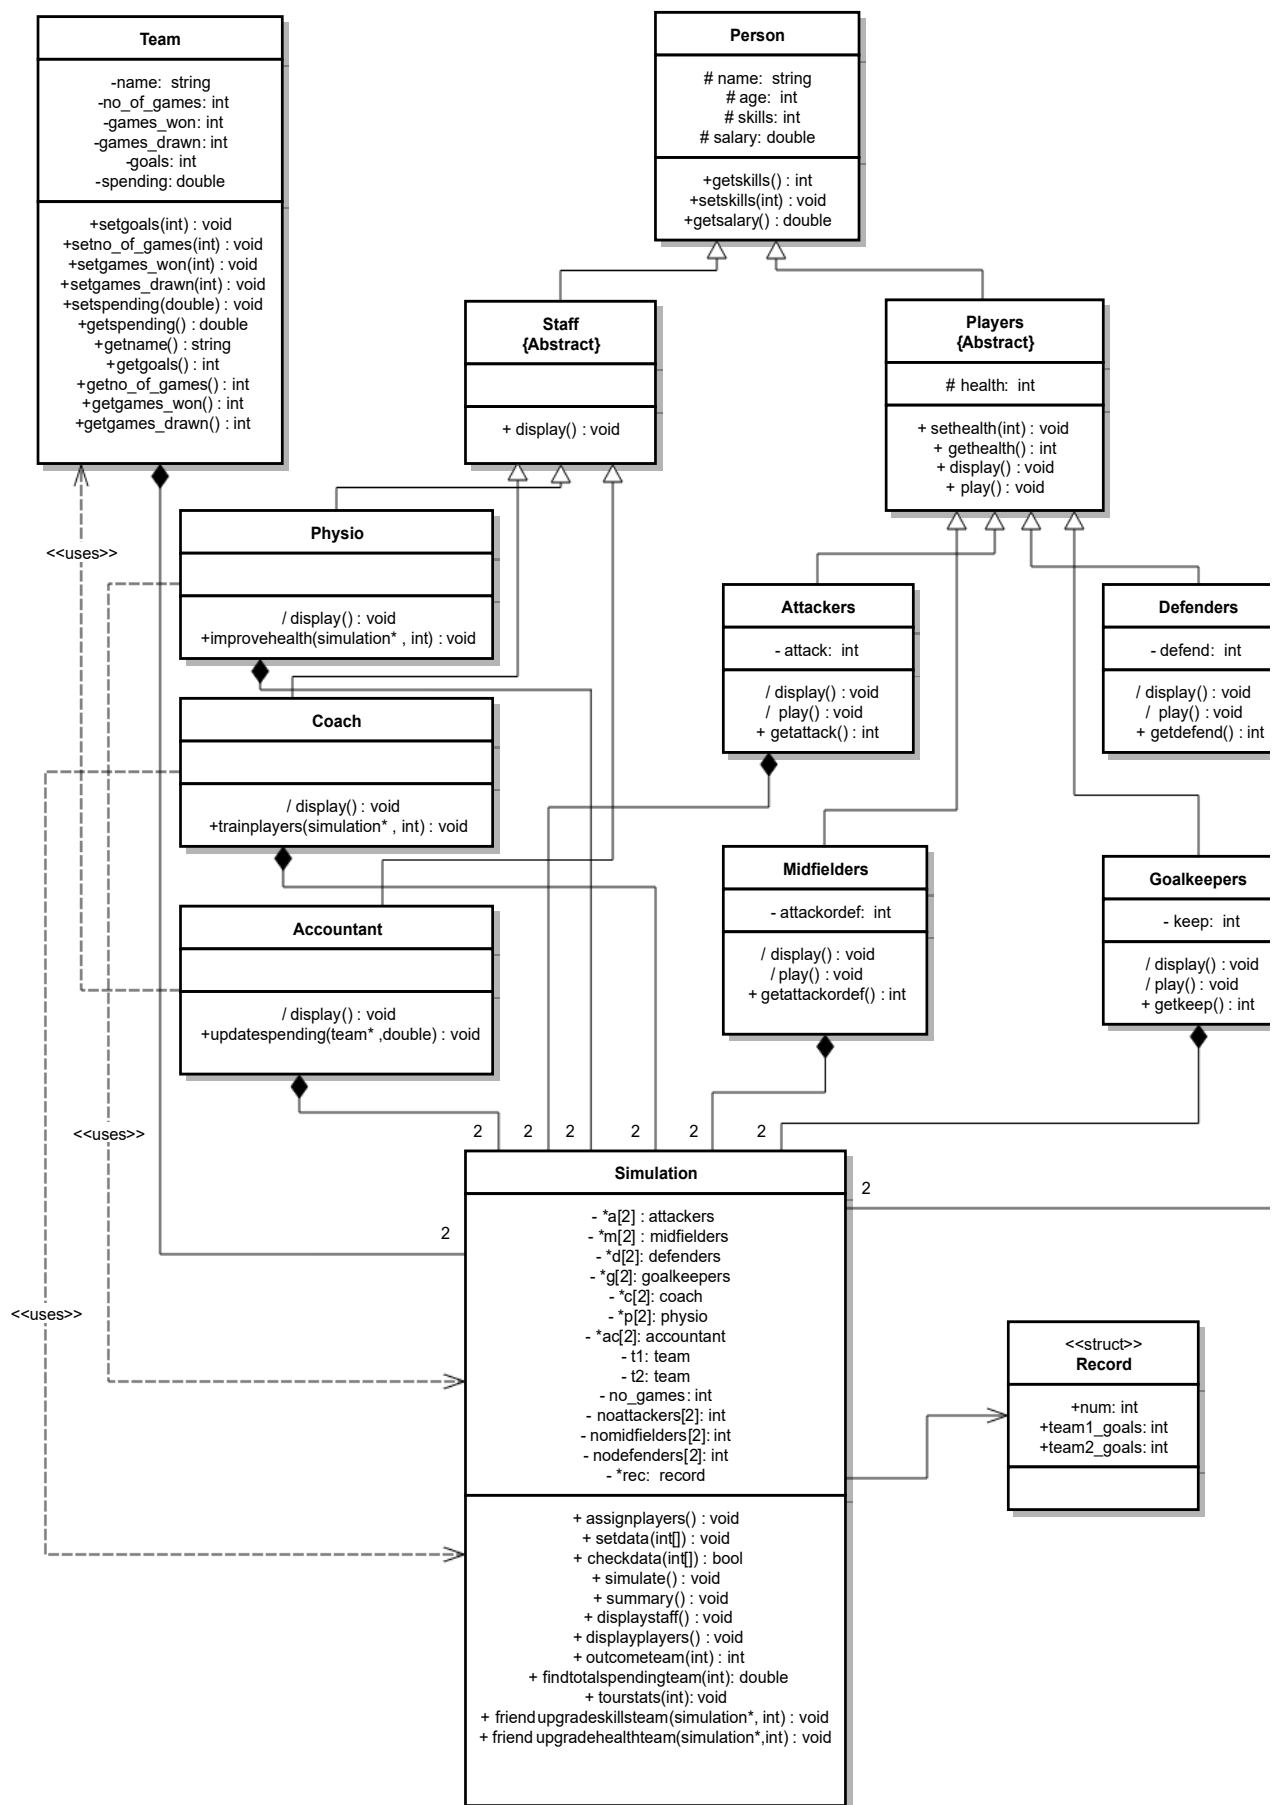 Team
-name: string
-no_of_games: int
-games_won: int
-games_drawn: int
-goals: int
-spending: double
+setgoals(int) : void
+setno_of_games(int) : void
+setgames_won(int) : void
+setgames_drawn(int) : void
+setspending(double) : void
+getspending() : double
+getname() : string
+getgoals() : int
+getno_of_games() : int
+getgames_won() : int
+getgames_drawn() : int
Person
# name: string
# age: int
# skills: int
# salary: double
+getskills() : int
+setskills(int) : void
+getsalary() : double
Staff
{Abstract}
+ display() : void
Players
{Abstract}
# health: int
+ sethealth(int) : void
+ gethealth() : int
+ display() : void
+ play() : void
<<uses>>
Physio
/ display() : void
+improvehealth(simulation* , int) : void
Attackers
- attack: int
/ display() : void
/ play() : void
+ getattack() : int
Defenders
- defend: int
/ display() : void
/ play() : void
+ getdefend() : int
Coach
/ display() : void
+trainplayers(simulation* , int) : void
Midfielders
- attackordef: int
/ display() : void
/ play() : void
+ getattackordef() : int
Goalkeepers
- keep: int
/ display() : void
/ play() : void
+ getkeep() : int
Accountant
/ display() : void
+updatespending(team* ,double) : void
<<uses>>
2 2 2 2 2 2
2
2
<<uses>>
Simulation
- *a[2] : attackers
- *m[2] : midfielders
- *d[2]: defenders
- *g[2]: goalkeepers
- *c[2]: coach
- *p[2]: physio
- *ac[2]: accountant
- t1: team
- t2: team
- no_games: int
- noattackers[2]: int
- nomidfielders[2]: int
- nodefenders[2]: int
- *rec: record
+ assignplayers() : void
+ setdata(int[]) : void
+ checkdata(int[]) : bool
+ simulate() : void
+ summary() : void
+ displaystaff() : void
+ displayplayers() : void
+ outcometeam(int) : int
+ findtotalspendingteam(int): double
+ tourstats(int): void
+ friend upgradeskillsteam(simulation*, int) : void
+ friend upgradehealthteam(simulation*,int) : void
<<struct>>
Record
+num: int
+team1_goals: int
+team2_goals: int